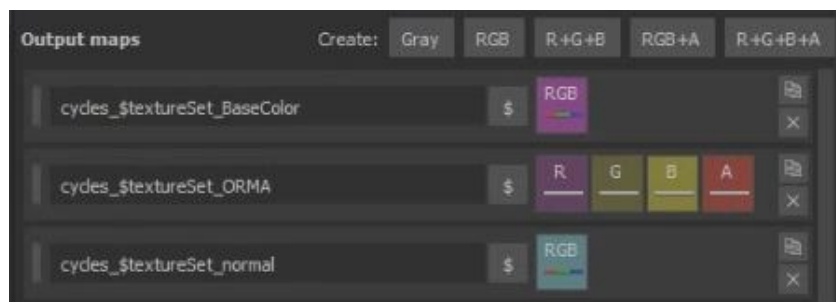 Output maps Create: Gray RGB R+G+B RGB+A R+G+B+A
cycles_$textureSet_BaseColor $ RGB
cycles_$textureSet_ORMA $ R G B A
cycles_$textureSet_normal $ RGB